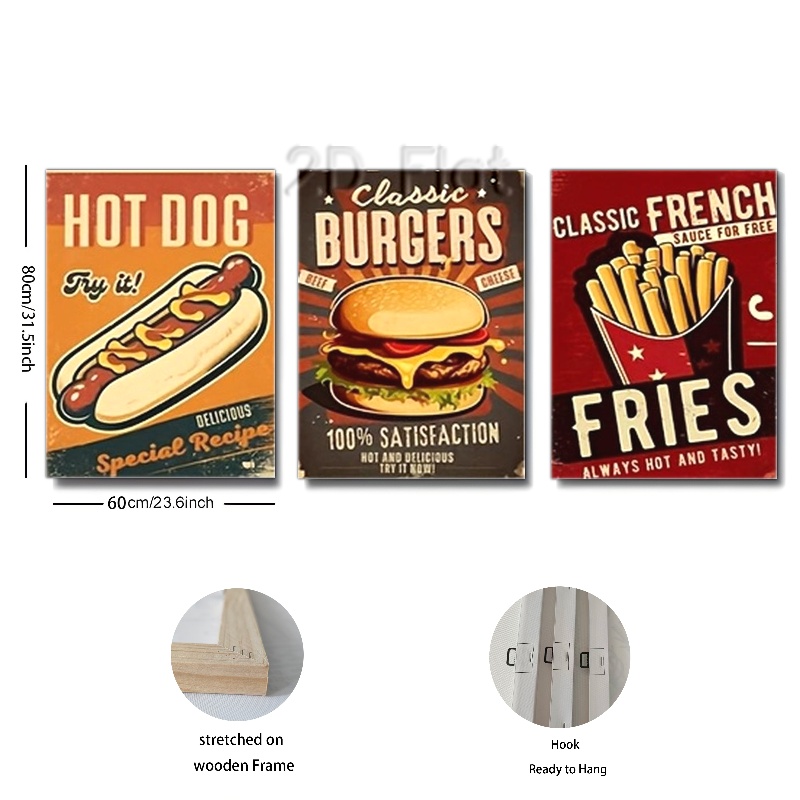 2D Flat
80cm/31.5inch
HOT DOG
Try it!
DELICIOUS
Special Recipe
Classic
BURGERS
BEEF
CHEESE
100% SATISFACTION
HOT AND DELICIOUS
TRY IT NOW!
CLASSIC FRENCH
SAUCE FOR FREE
FRIES
ALWAYS HOT AND TASTY!
60cm/23.6inch
stretched on
wooden Frame
Hook
Ready to Hang